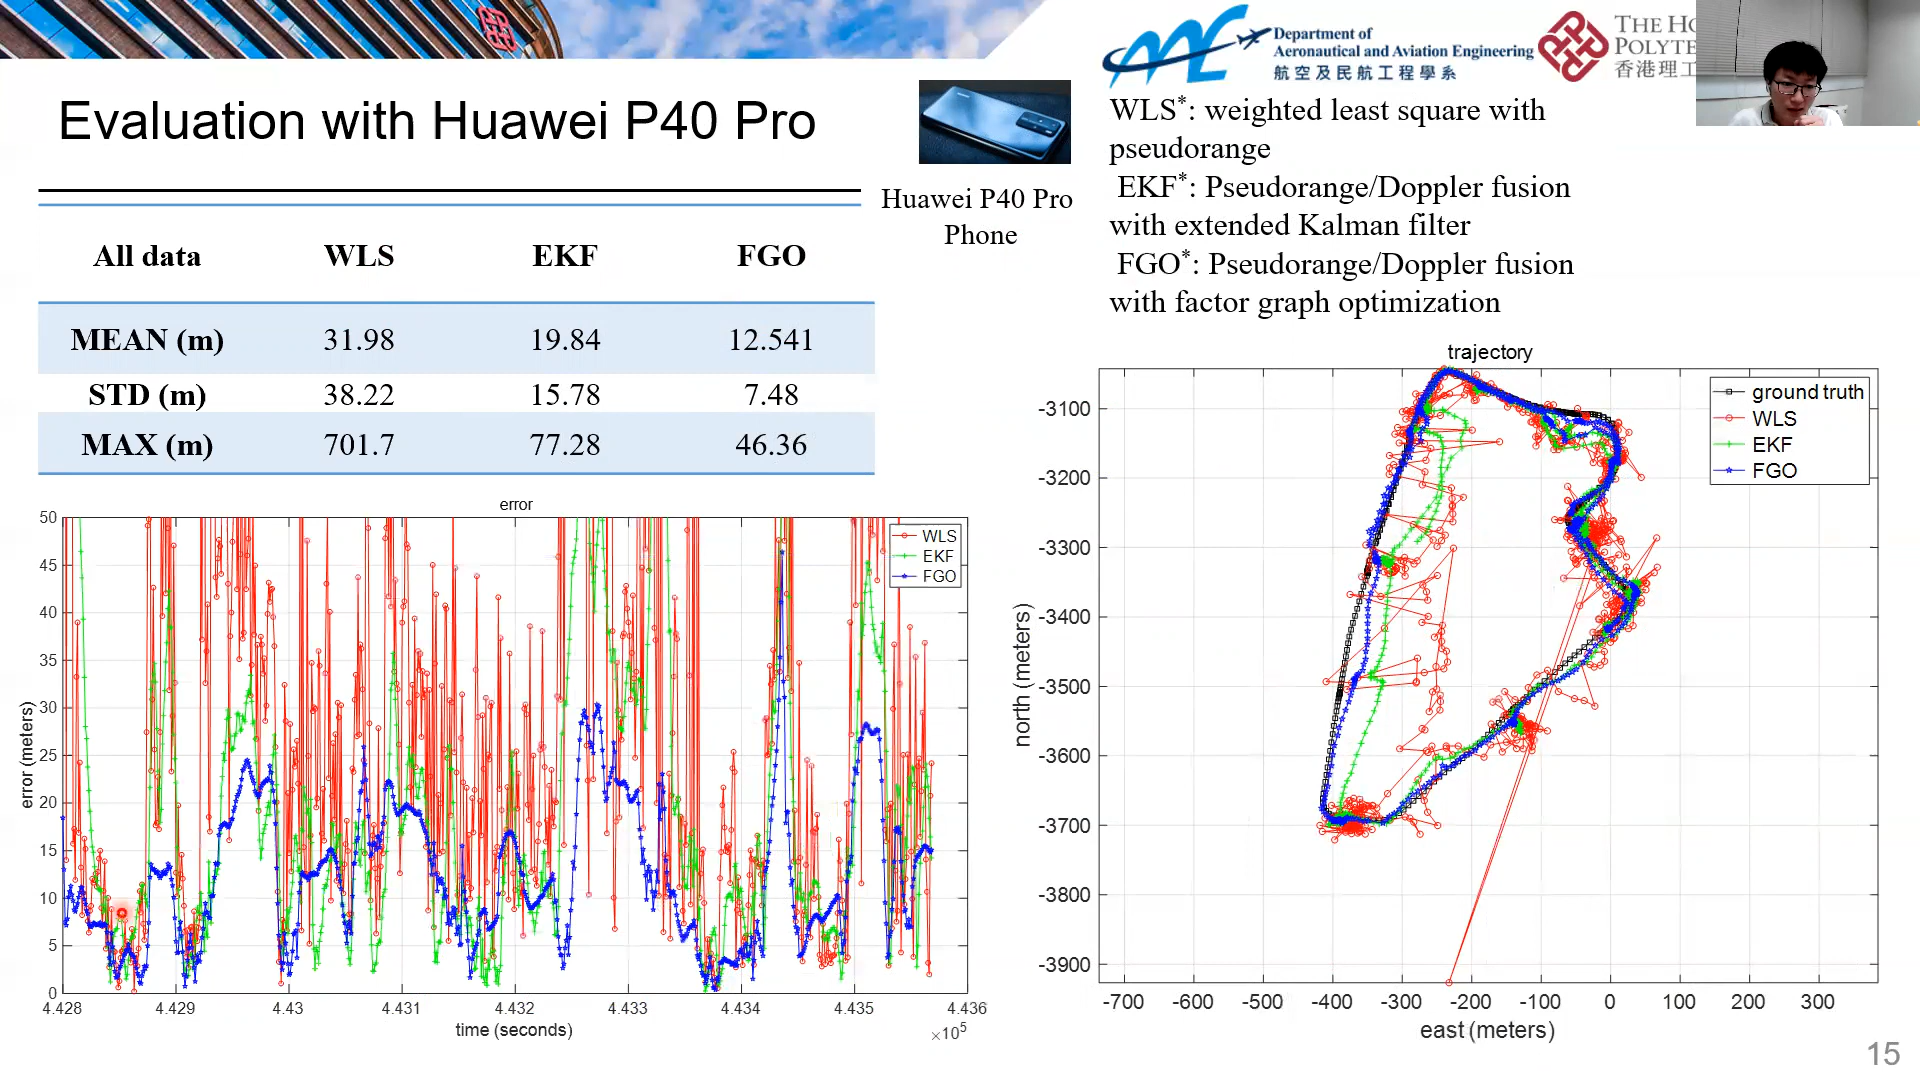 Department of
Aeronautical and Aviation Engineering
航空及民航工程學系
THE
POLYTE
香港理工
Evaluation with Huawei P40 Pro
Huawei P40 Pro
Phone
WLS*: weighted least square with
pseudorange
EKF*: Pseudorange/Doppler fusion
with extended Kalman filter
FGO*: Pseudorange/Doppler fusion
with factor graph optimization
All data WLS EKF FGO
MEAN (m) 31.98 19.84 12.541
STD (m) 38.22 15.78 7.48
MAX (m) 701.7 77.28 46.36
error
50
45
40
35
30
25
20
15
10
5
0
error (meters)
WLS
EKF
FGO
4.428 4.429 4.43 4.431 4.432 4.433 4.434 4.435 4.436
time (seconds)
×10⁵
trajectory
-3100
-3200
-3300
-3400
-3500
-3600
-3700
-3800
-3900
north (meters)
ground truth
WLS
EKF
FGO
-700 -600 -500 -400 -300 -200 -100 0 100 200 300
east (meters)
15